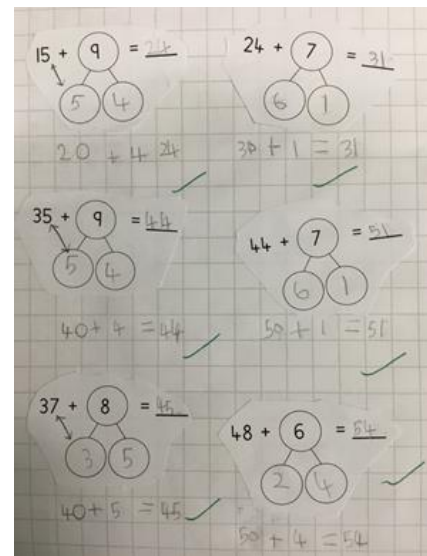 15 + 9 = 24
5 4
20 + 4 24
24 + 7 = 31
6 1
30 + 1 = 31
35 + 9 = 44
5 4
40 + 4 = 44
44 + 7 = 51
6 1
50 + 1 = 51
37 + 8 = 45
3 5
40 + 5 = 45
48 + 6 = 54
2 4
50 + 4 = 54